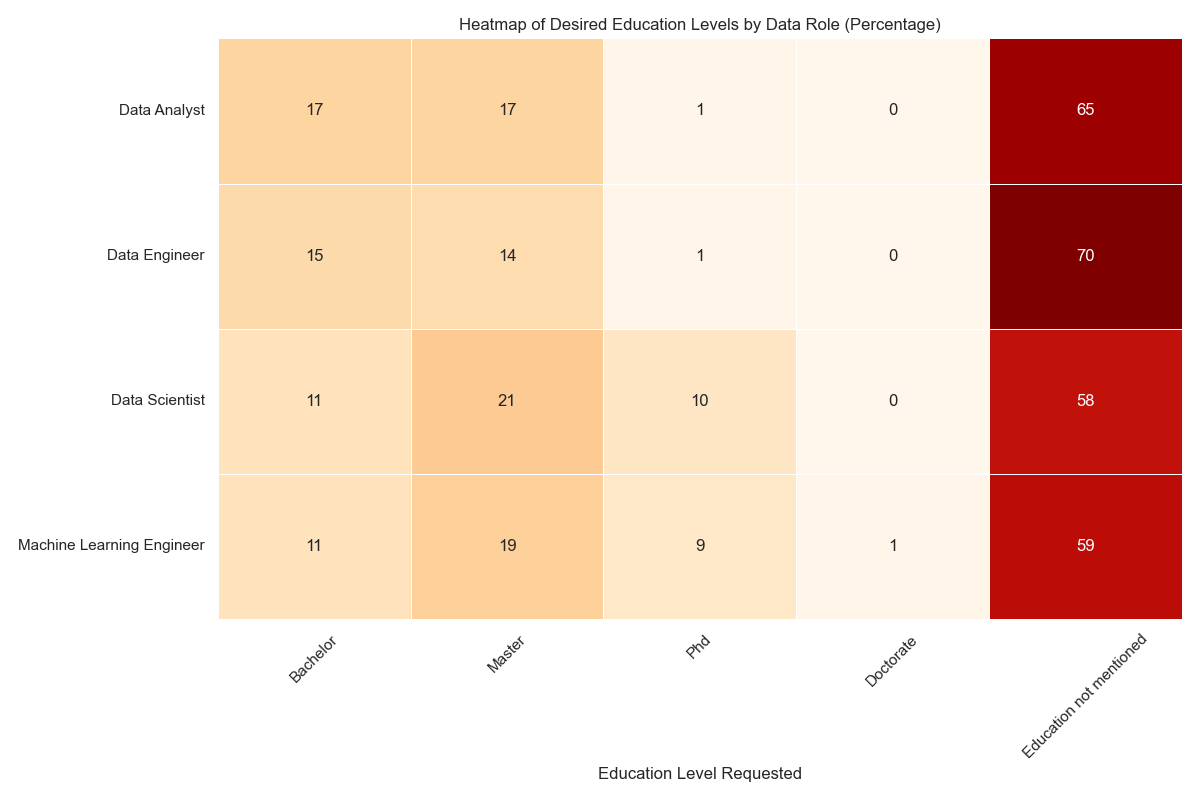 Heatmap of Desired Education Levels by Data Role (Percentage)
Data Analyst 17 17 1 0 65
Data Engineer 15 14 1 0 70
Data Scientist 11 21 10 0 58
Machine Learning Engineer 11 19 9 1 59
Bachelor Master Phd Doctorate Education not mentioned
Education Level Requested